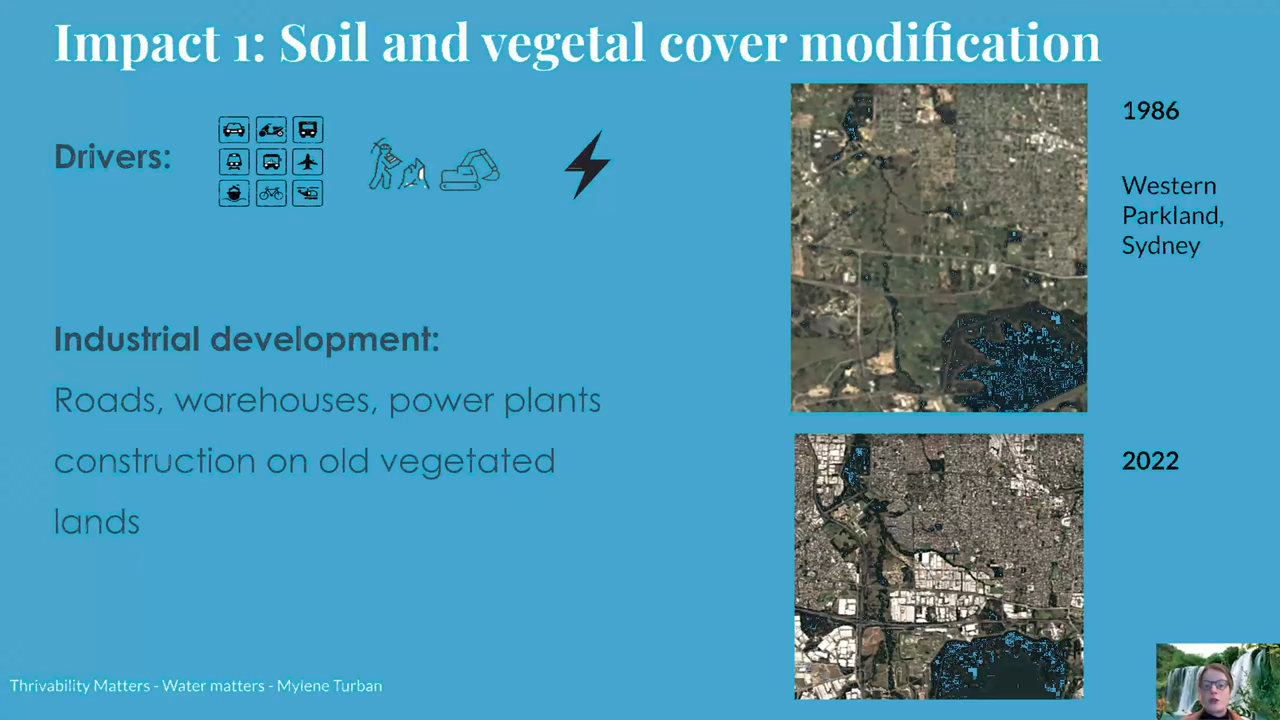 Impact 1: Soil and vegetal cover modification
Drivers:
1986
Western
Parkland,
Sydney
Industrial development:
Roads, warehouses, power plants
construction on old vegetated
lands
2022
Thrivability Matters - Water matters - Mylene Turban